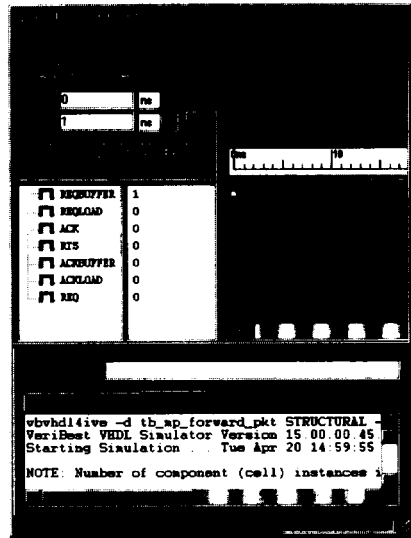 0 ns
1 ns
0ns 10
REQBUFFER 1
REQLOAD 0
ACK 0
RTS 0
ACKBUFFER 0
ACKLOAD 0
REQ 0
vbvhdl4ive -d tb_mp_forward_pkt STRUCTURAL -
VeriBest VHDL Simulator Version 15.00.00.45
Starting Simulation . . Tue Apr 20 14:59:55
NOTE: Number of component (cell) instances i